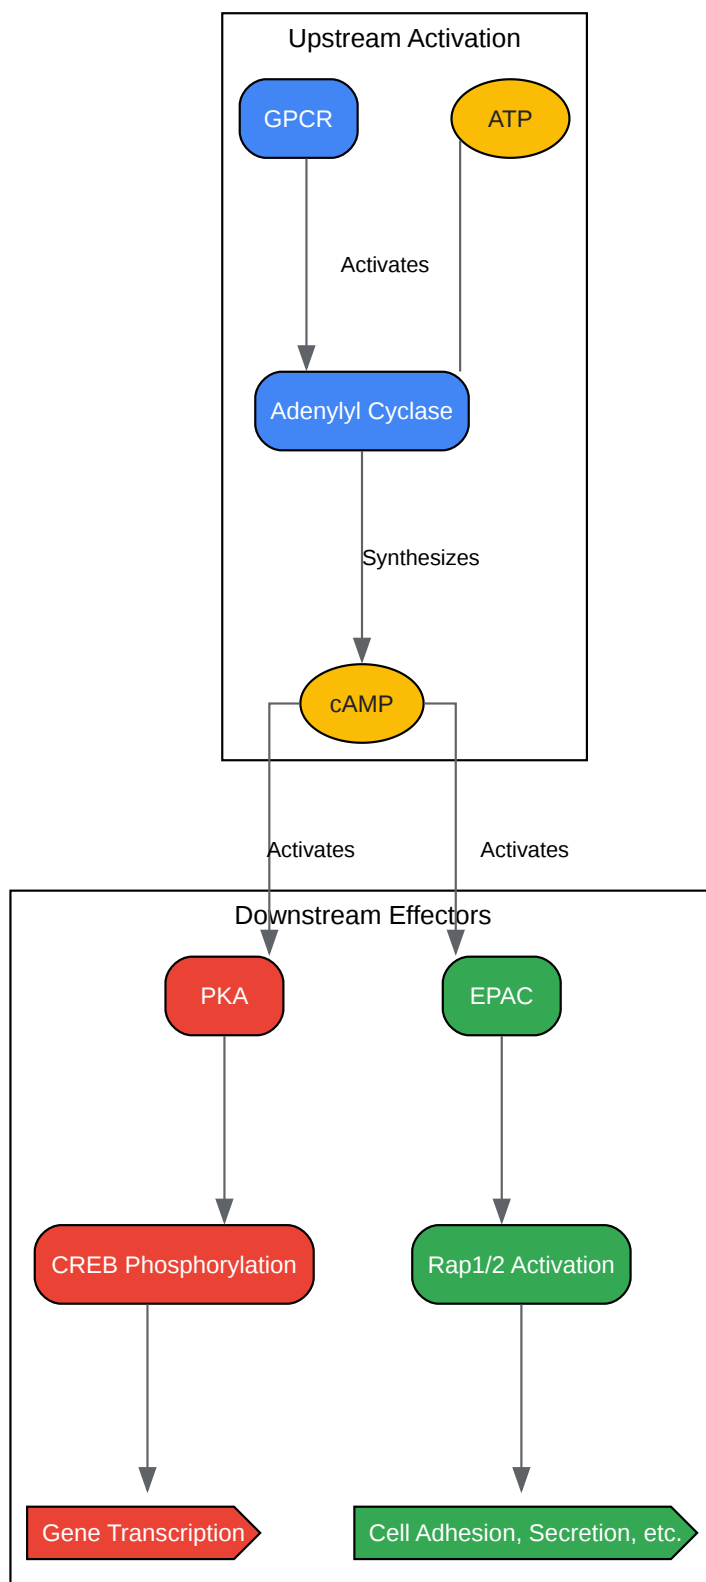 Upstream Activation
GPCR
ATP
Activates
Adenylyl Cyclase
Synthesizes
cAMP
Activates
Activates
Downstream Effectors
PKA
EPAC
CREB Phosphorylation
Rap1/2 Activation
Gene Transcription
Cell Adhesion, Secretion, etc.